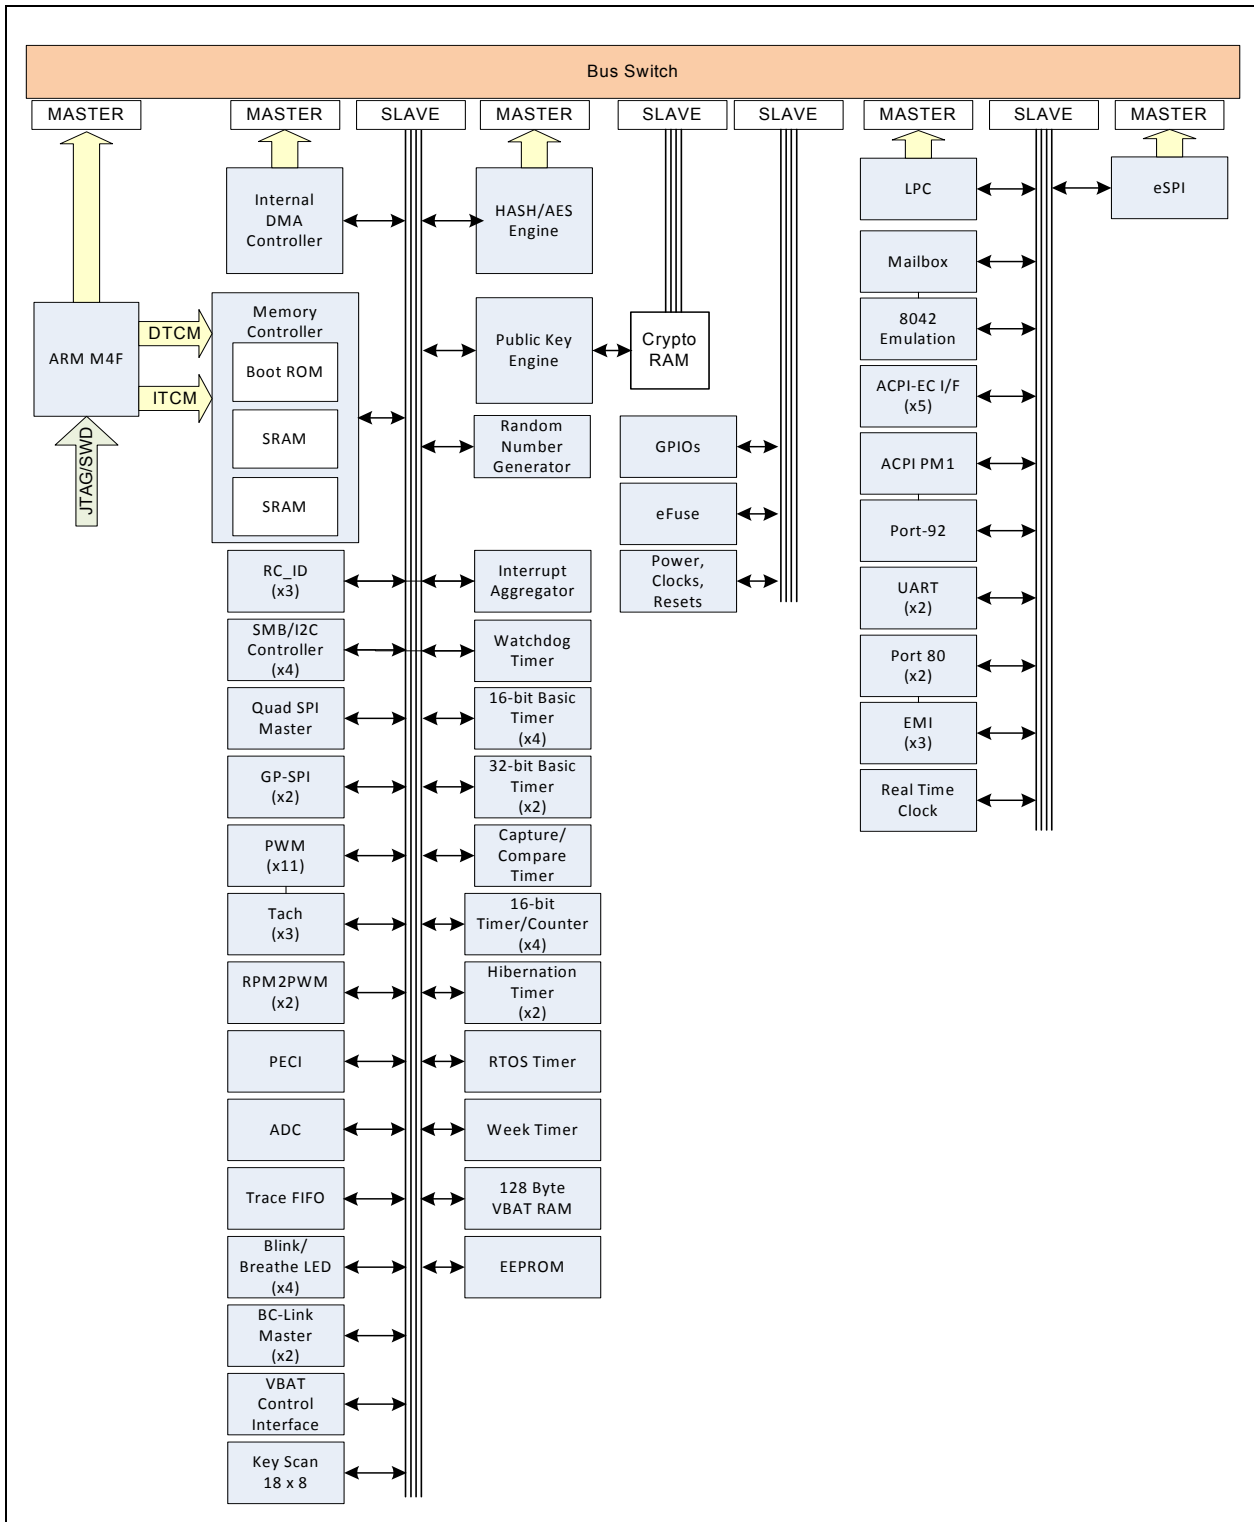 Bus Switch
MASTER
MASTER
SLAVE
MASTER
SLAVE
SLAVE
MASTER
SLAVE
MASTER
Internal
DMA
Controller
HASH/AES
Engine
LPC
eSPI
Mailbox
ARM M4F
DTCM
ITCM
JTAG/SWD
Memory
Controller
Boot ROM
SRAM
SRAM
Public Key
Engine
Crypto
RAM
8042
Emulation
ACPI-EC I/F
(x5)
Random
Number
Generator
GPIOs
ACPI PM1
eFuse
Port-92
RC_ID
(x3)
Interrupt
Aggregator
Power,
Clocks,
Resets
UART
(x2)
SMB/I2C
Controller
(x4)
Watchdog
Timer
Port 80
(x2)
Quad SPI
Master
16-bit Basic
Timer
(x4)
EMI
(x3)
GP-SPI
(x2)
32-bit Basic
Timer
(x2)
Real Time
Clock
PWM
(x11)
Capture/
Compare
Timer
Tach
(x3)
16-bit
Timer/Counter
(x4)
RPM2PWM
(x2)
Hibernation
Timer
(x2)
PECI
RTOS Timer
ADC
Week Timer
Trace FIFO
128 Byte
VBAT RAM
Blink/
Breathe LED
(x4)
EEPROM
BC-Link
Master
(x2)
VBAT
Control
Interface
Key Scan
18 x 8